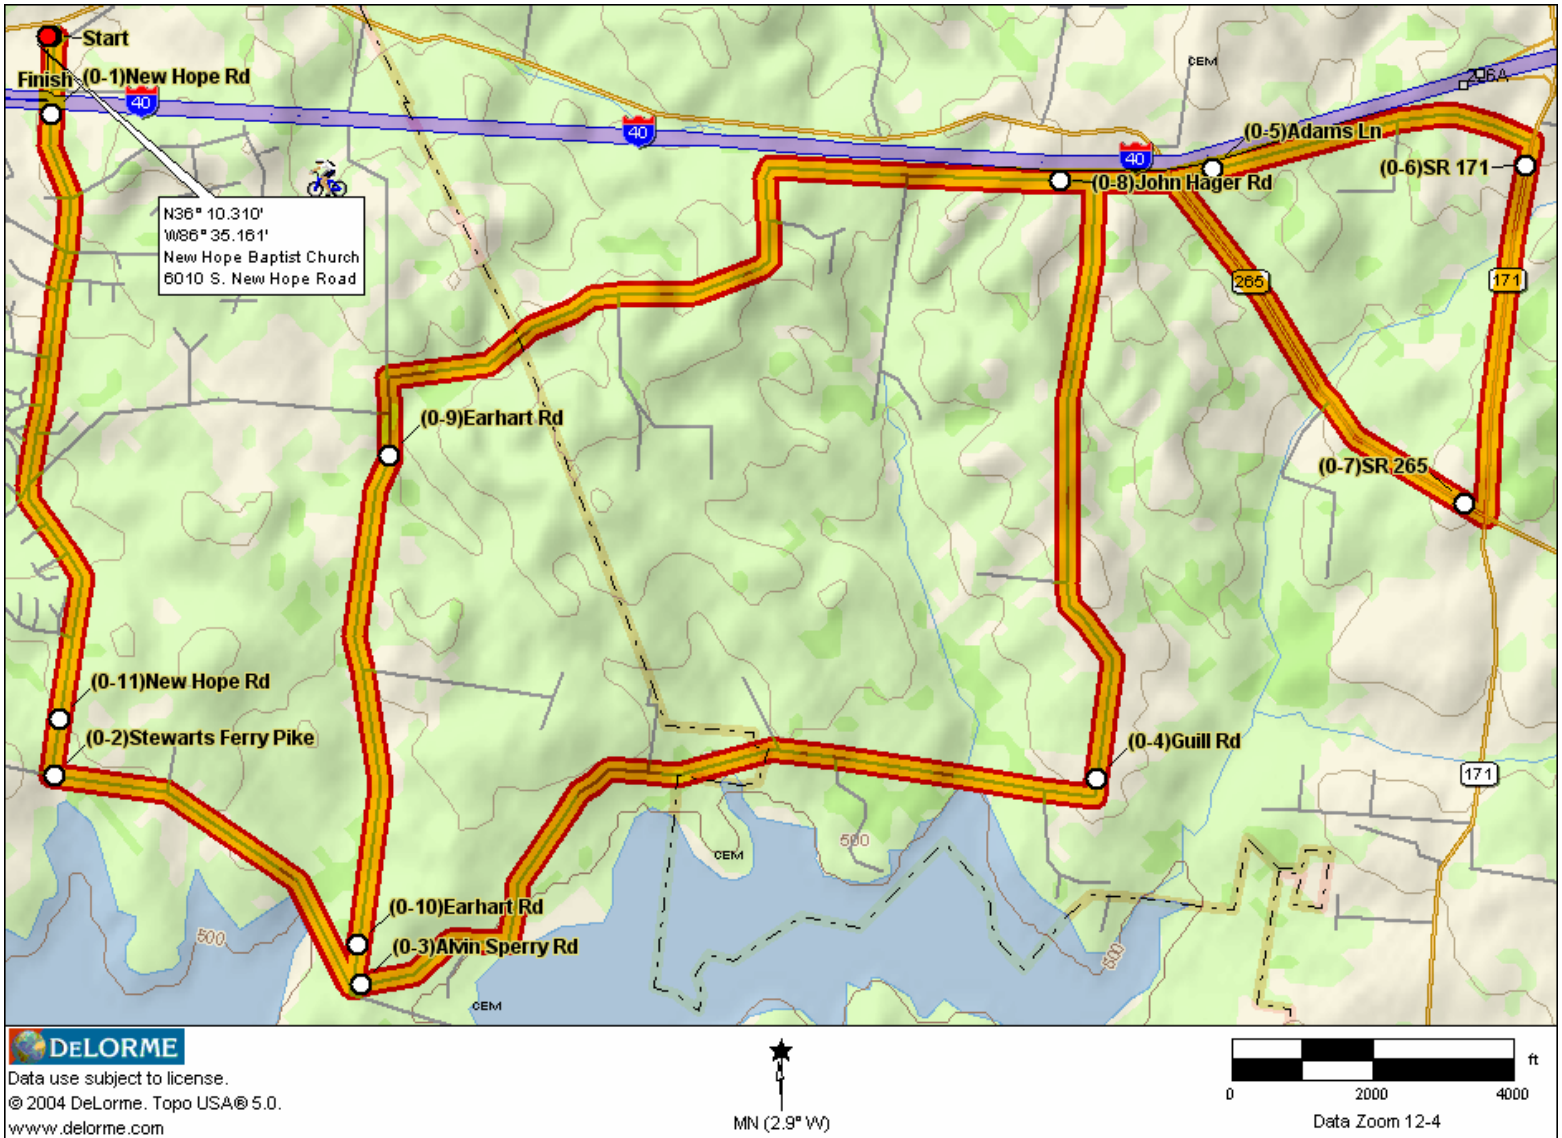 Start
Finish
(0-1)New Hope Rd
40
40
40
CEM
(0-5)Adams Ln
(0-6)SR 171
(0-8)John Hager Rd
N36° 10.310'
W86° 35.161'
New Hope Baptist Church
6010 S. New Hope Road
265
171
(0-9)Earhart Rd
(0-7)SR 265
(0-11)New Hope Rd
(0-2)Stewarts Ferry Pike
(0-4)Guill Rd
171
500
CEM
(0-10)Earhart Rd
500
(0-3)Alvin Sperry Rd
500
CEM
DELORME
Data use subject to license.
© 2004 DeLorme. Topo USA® 5.0.
www.delorme.com
MN (2.9° W)
ft
0 2000 4000
Data Zoom 12-4